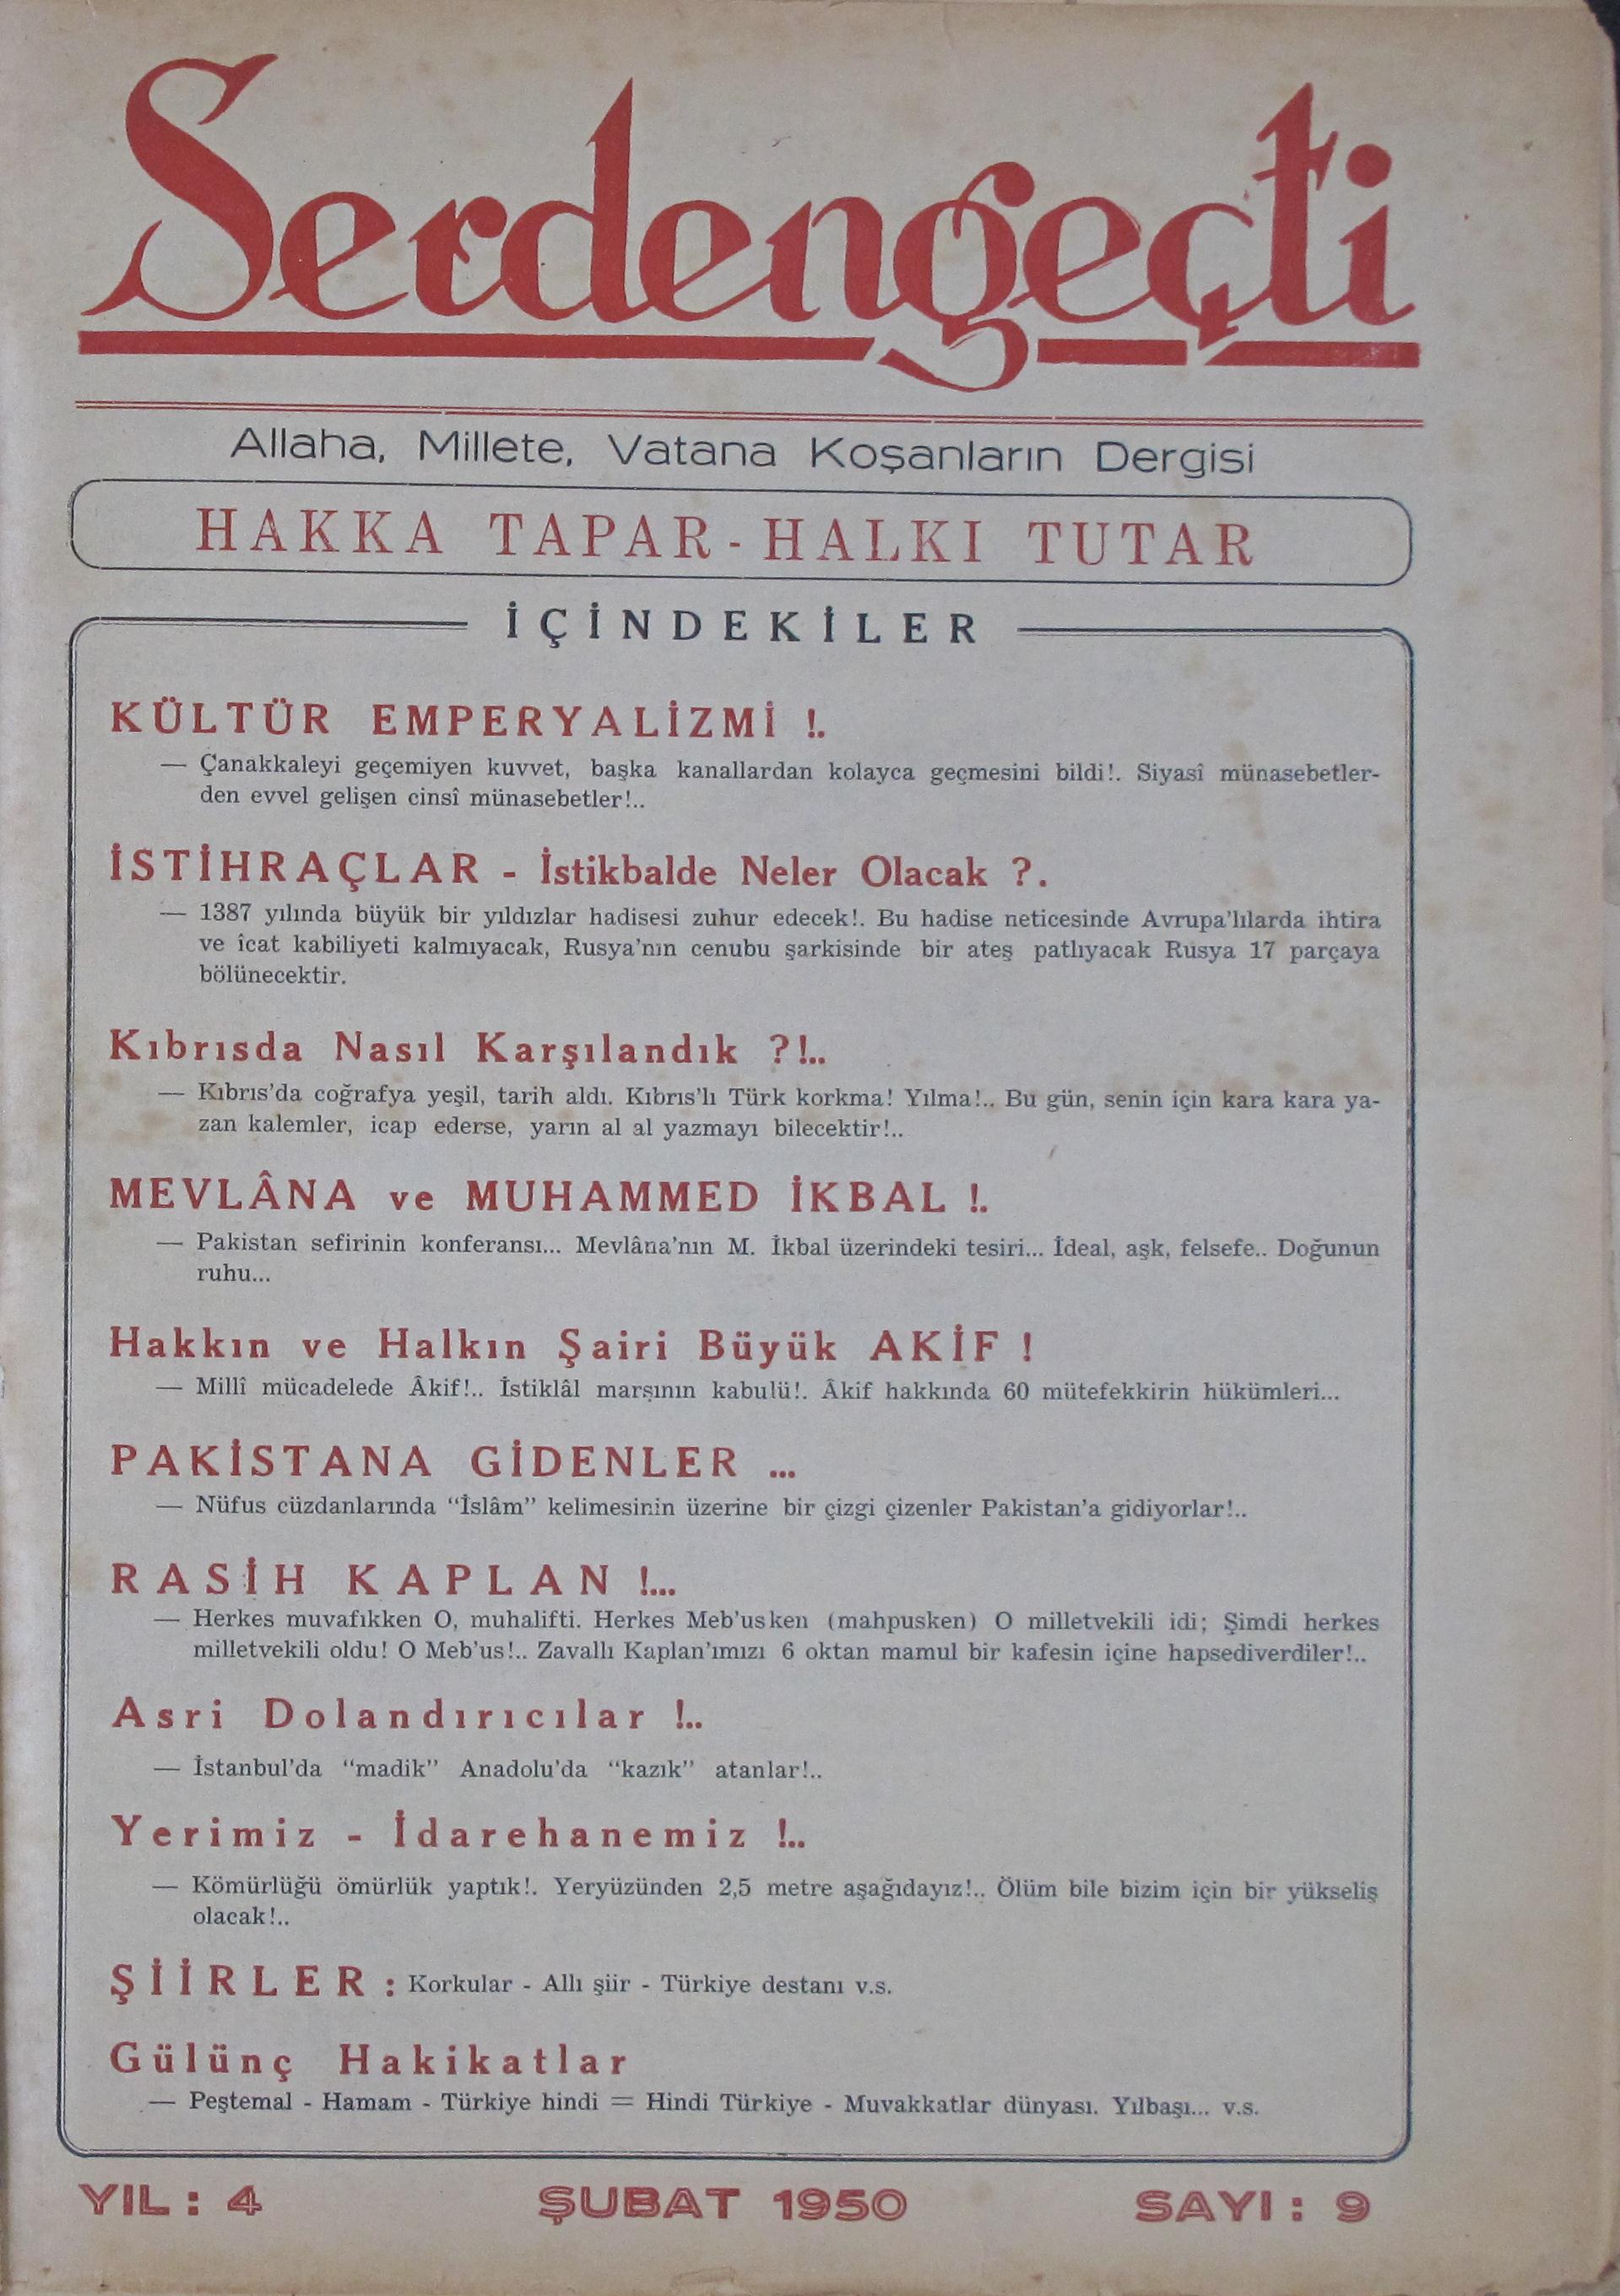 Serdengeçti
Allaha, Millete, Vatana Koşanların Dergisi
HAKKA TAPAR - HALKI TUTAR
İÇİNDEKİLER
KÜLTÜR EMPERYALİZMİ !.
— Çanakkaleyi geçemiyen kuvvet, başka kanallardan kolayca geçmesini bildi!. Siyasî münasebetler-
den evvel gelişen cinsî münasebetler!..
İSTİHRAÇLAR - İstikbalde Neler Olacak ?.
— 1387 yılında büyük bir yıldızlar hadisesi zuhur edecek!. Bu hadise neticesinde Avrupa'lılarda ihtira
ve îcat kabiliyeti kalmıyacak, Rusya'nın cenubu şarkisinde bir ateş patlıyacak Rusya 17 parçaya
bölünecektir.
Kıbrısda Nasıl Karşılandık ?!..
— Kıbrıs'da coğrafya yeşil, tarih aldı. Kıbrıs'lı Türk korkma! Yılma!.. Bu gün, senin için kara kara ya-
zan kalemler, icap ederse, yarın al al yazmayı bilecektir!..
MEVLÂNA ve MUHAMMED İKBAL !.
— Pakistan sefirinin konferansı... Mevlâna'nın M. İkbal üzerindeki tesiri... İdeal, aşk, felsefe.. Doğunun
ruhu...
Hakkın ve Halkın Şairi Büyük AKİF !
— Millî mücadelede Âkif!.. İstiklâl marşının kabulü!. Âkif hakkında 60 mütefekkirin hükümleri...
PAKİSTANA GİDENLER ...
— Nüfus cüzdanlarında "İslâm" kelimesinin üzerine bir çizgi çizenler Pakistan'a gidiyorlar!..
RASİH KAPLAN !...
— Herkes muvafıkken O, muhalifti. Herkes Meb'usken (mahpusken) O milletvekili idi; Şimdi herkes
milletvekili oldu! O Meb'us!.. Zavallı Kaplan'ımızı 6 oktan mamul bir kafesin içine hapsediverdiler!..
Asri Dolandırıcılar !..
— İstanbul'da "madik" Anadolu'da "kazık" atanlar!..
Yerimiz - İdarehanemiz !..
— Kömürlüğü ömürlük yaptık!. Yeryüzünden 2,5 metre aşağıdayız!.. Ölüm bile bizim için bir yükseliş
olacak!..
ŞİİRLER : Korkular - Allı şiir - Türkiye destanı v.s.
Gülünç Hakikatlar
— Peştemal - Hamam - Türkiye hindi = Hindi Türkiye - Muvakkatlar dünyası. Yılbaşı... v.s.
YIL : 4 ŞUBAT 1950 SAYI : 9